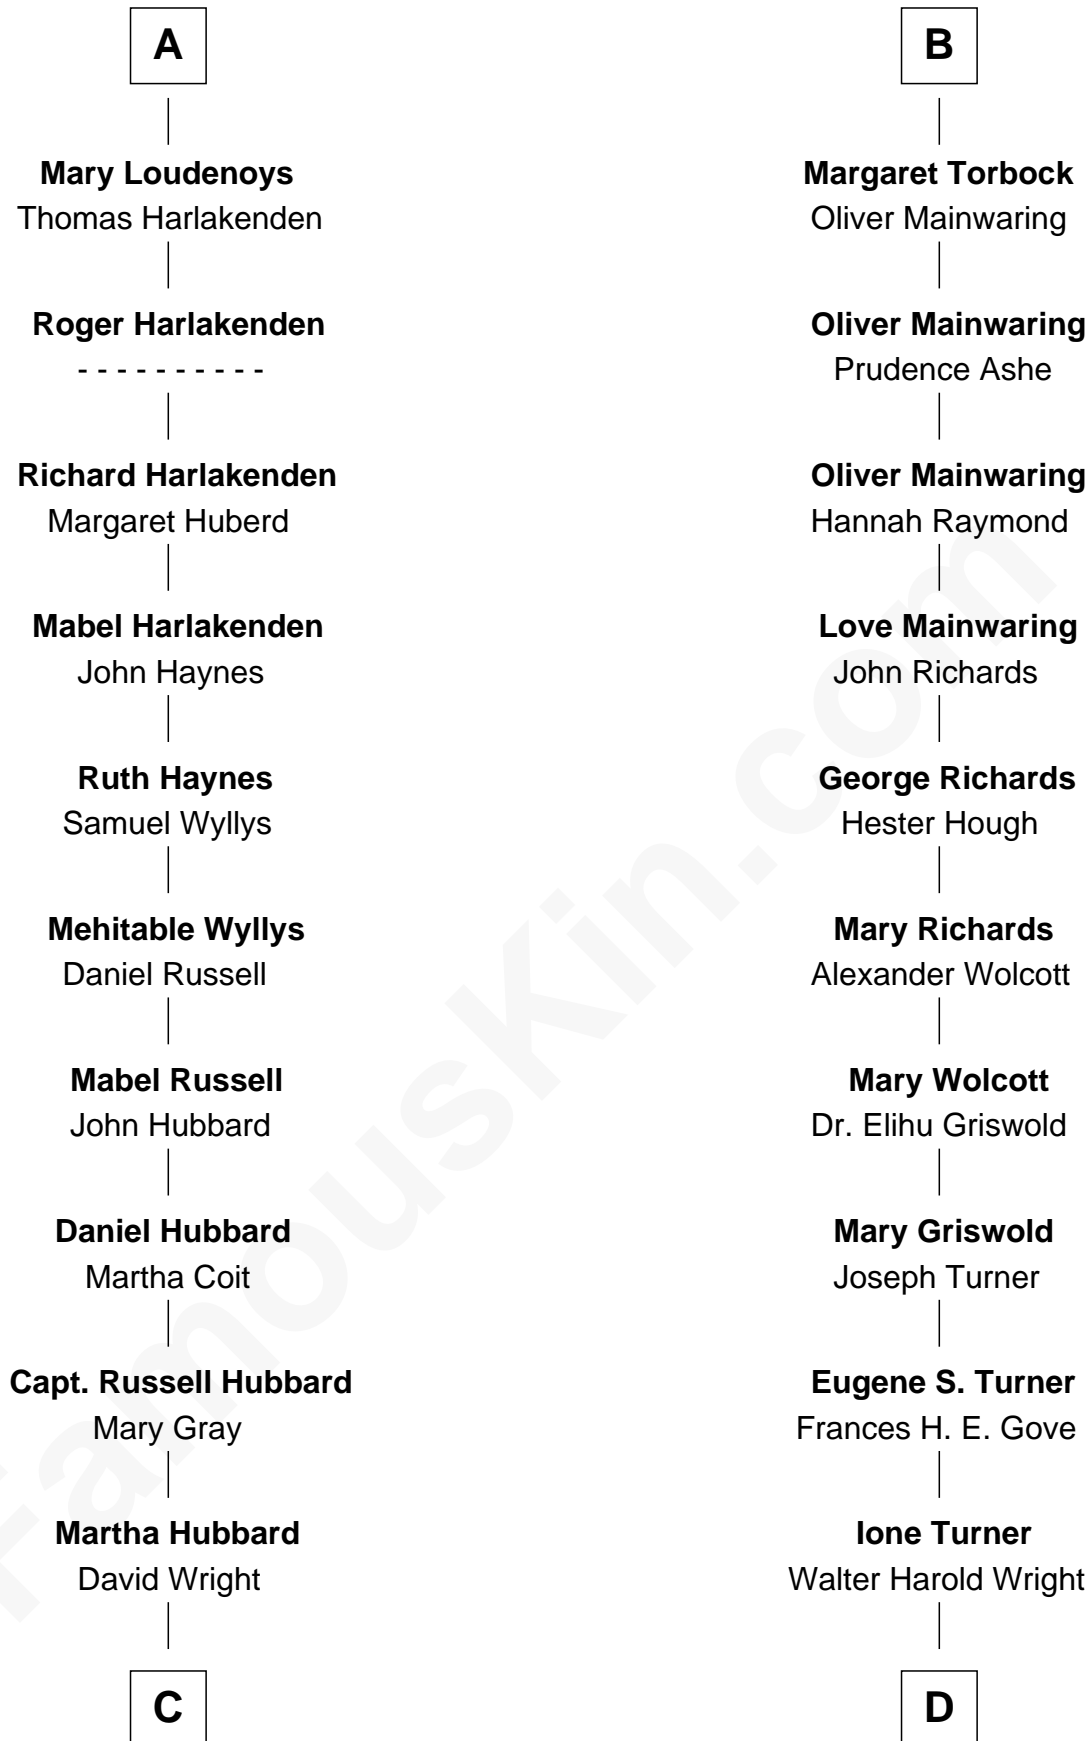 A
Mary Loudenoys
Thomas Harlakenden
Roger Harlakenden
- - - - - - - - - -
Richard Harlakenden
Margaret Huberd
Mabel Harlakenden
John Haynes
Ruth Haynes
Samuel Wyllys
Mehitable Wyllys
Daniel Russell
Mabel Russell
John Hubbard
Daniel Hubbard
Martha Coit
Capt. Russell Hubbard
Mary Gray
Martha Hubbard
David Wright
C
B
Margaret Torbock
Oliver Mainwaring
Oliver Mainwaring
Prudence Ashe
Oliver Mainwaring
Hannah Raymond
Love Mainwaring
John Richards
George Richards
Hester Hough
Mary Richards
Alexander Wolcott
Mary Wolcott
Dr. Elihu Griswold
Mary Griswold
Joseph Turner
Eugene S. Turner
Frances H. E. Gove
Ione Turner
Walter Harold Wright
D
FamousKin.com